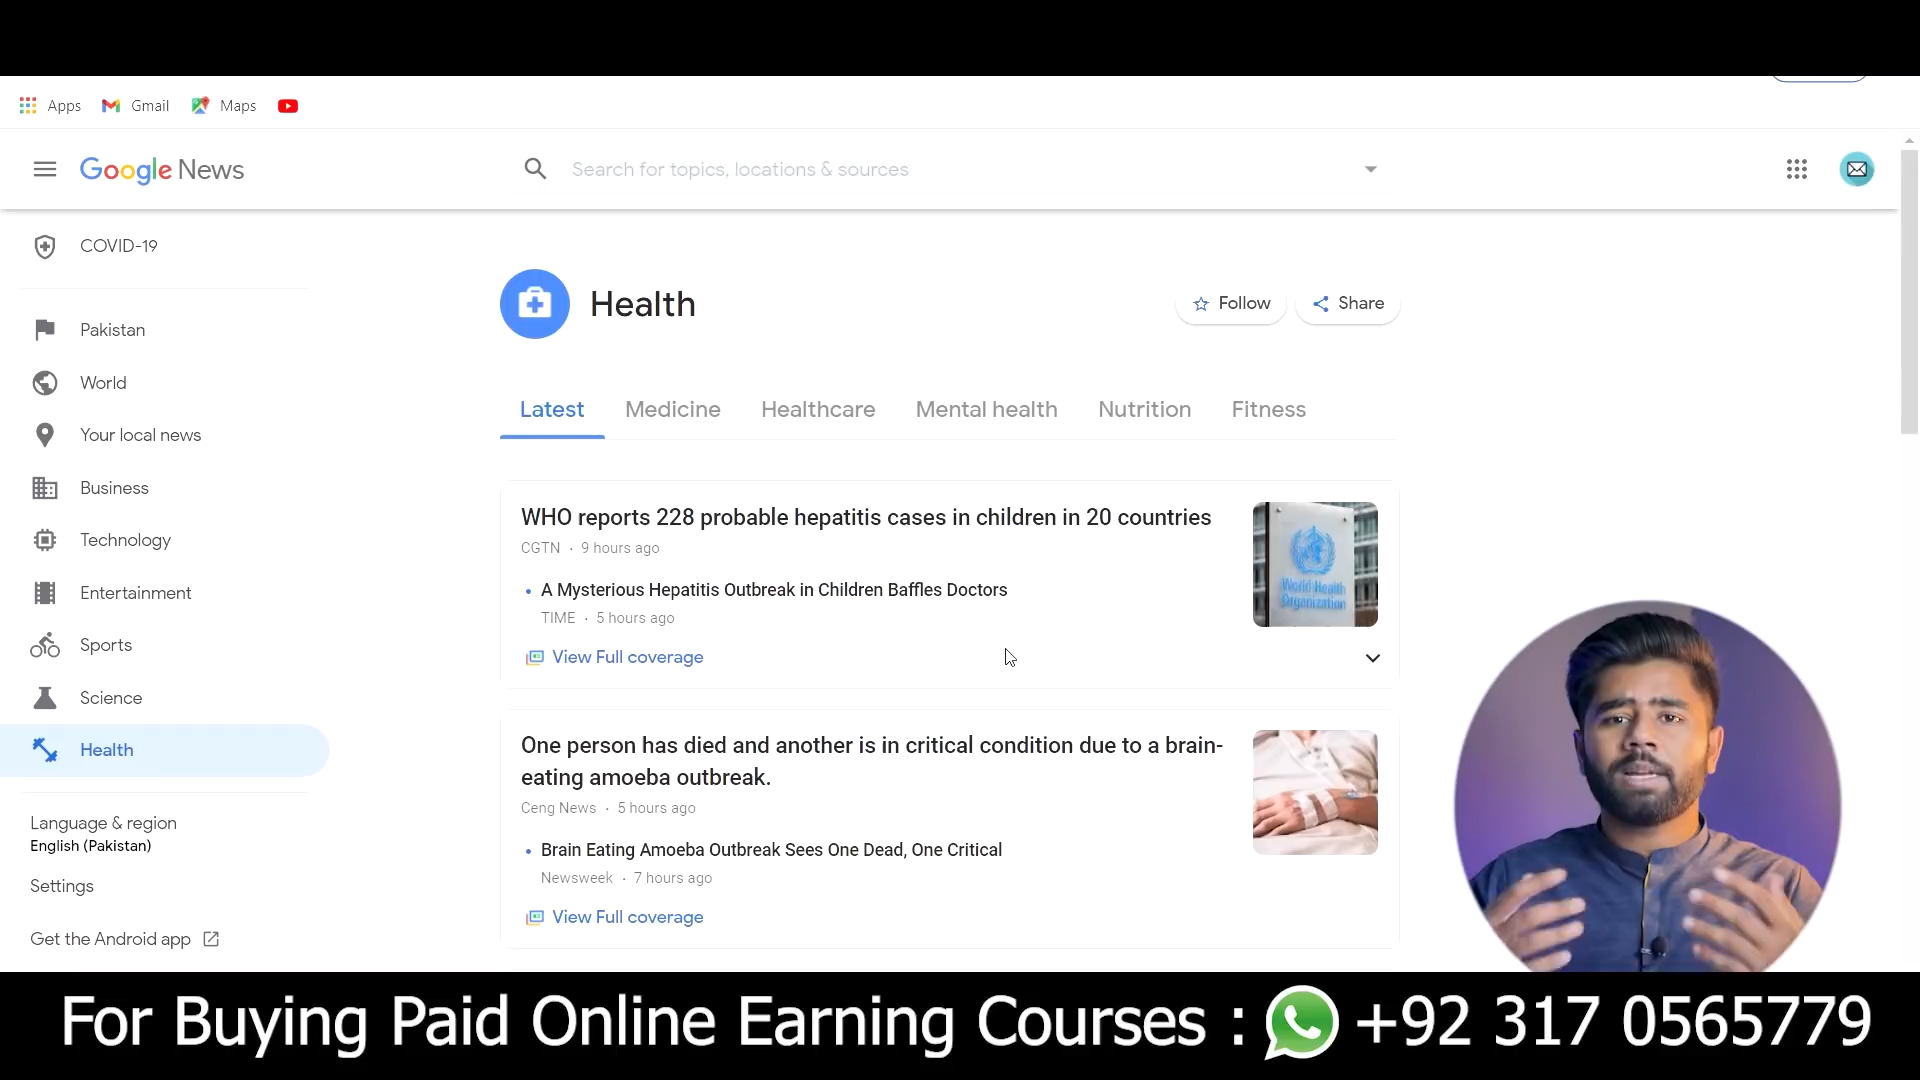 Apps Gmail Maps
Google News
Search for topics, locations & sources
COVID-19
Pakistan
World
Your local news
Business
Technology
Entertainment
Sports
Science
Health
Language & region
English (Pakistan)
Settings
Get the Android app
Health
Follow Share
Latest Medicine Healthcare Mental health Nutrition Fitness
WHO reports 228 probable hepatitis cases in children in 20 countries
CGTN · 9 hours ago
• A Mysterious Hepatitis Outbreak in Children Baffles Doctors
TIME · 5 hours ago
View Full coverage
World Health
Organization
One person has died and another is in critical condition due to a brain-
eating amoeba outbreak.
Ceng News · 5 hours ago
• Brain Eating Amoeba Outbreak Sees One Dead, One Critical
Newsweek · 7 hours ago
View Full coverage
For Buying Paid Online Earning Courses : +92 317 0565779